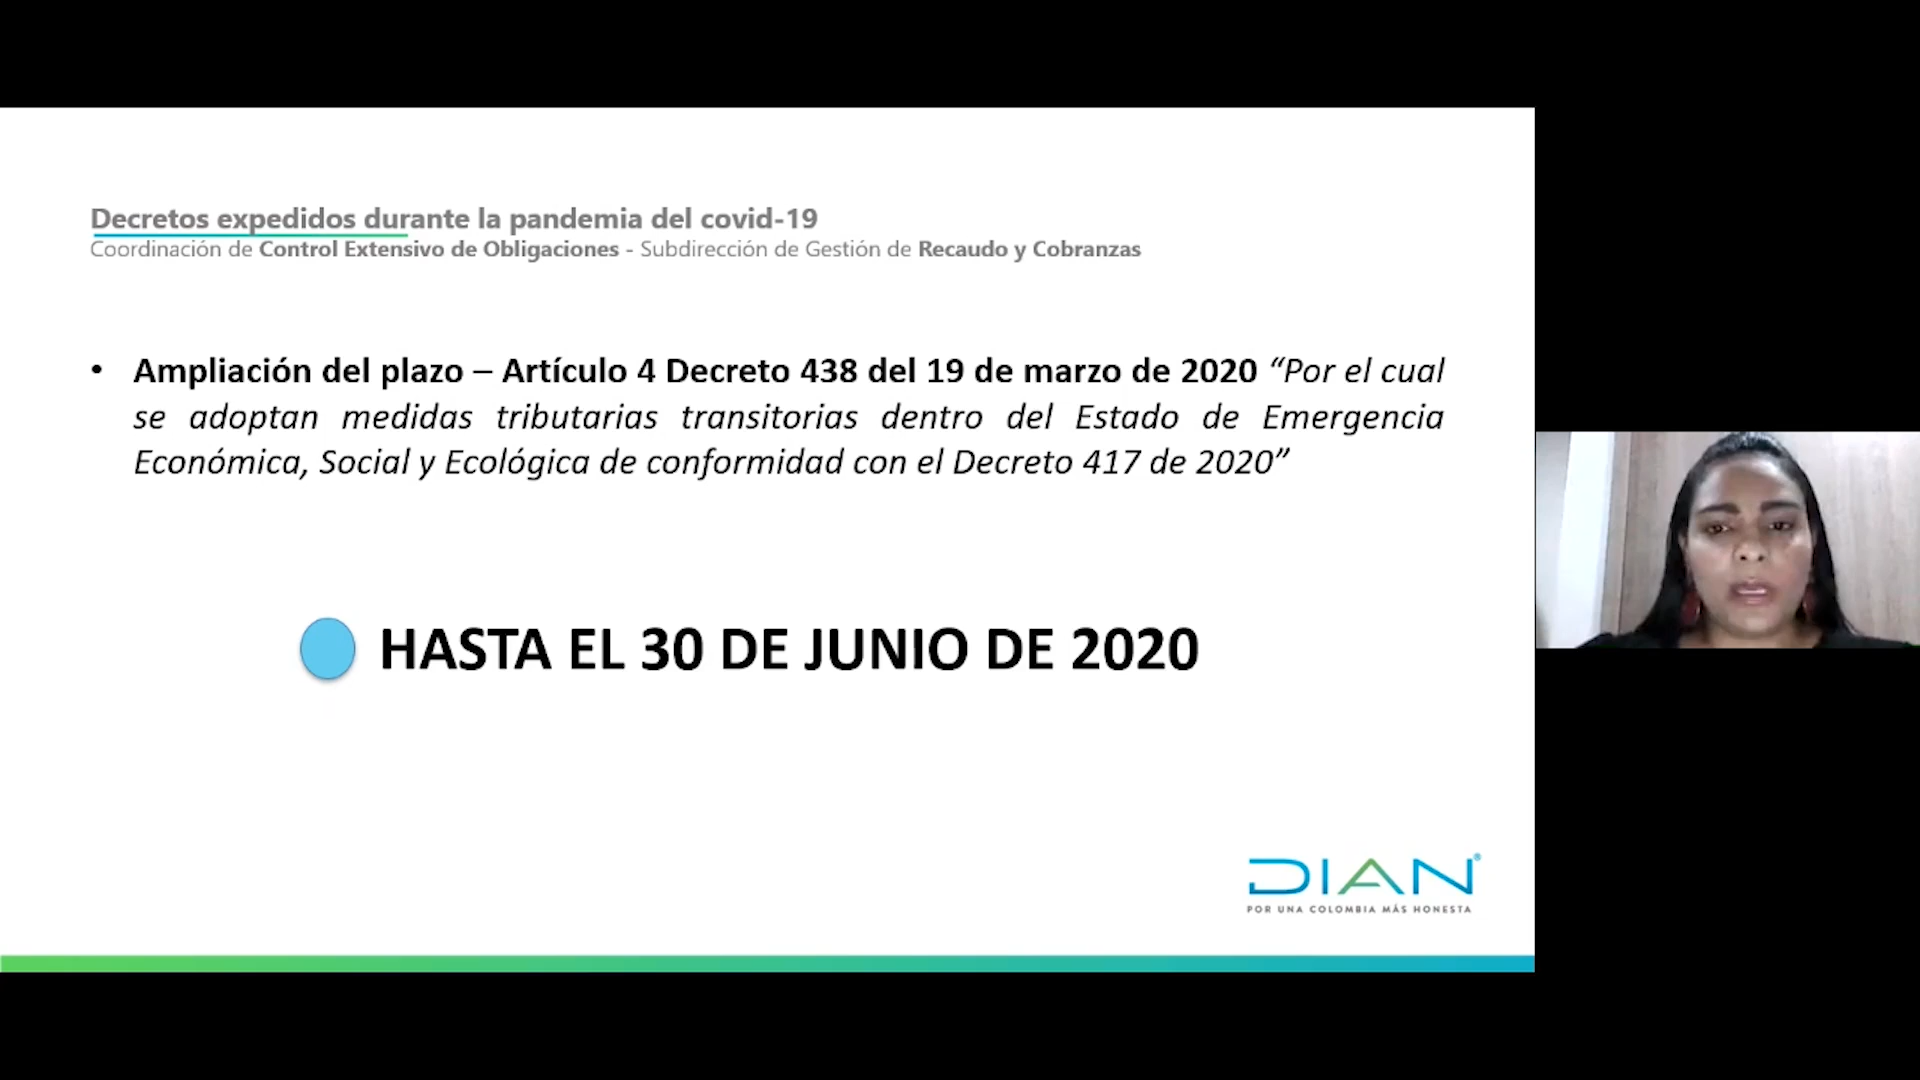 Decretos expedidos durante la pandemia del covid-19
Coordinación de Control Extensivo de Obligaciones - Subdirección de Gestión de Recaudo y Cobranzas
• Ampliación del plazo – Artículo 4 Decreto 438 del 19 de marzo de 2020 “Por el cual
se adoptan medidas tributarias transitorias dentro del Estado de Emergencia
Económica, Social y Ecológica de conformidad con el Decreto 417 de 2020”
HASTA EL 30 DE JUNIO DE 2020
DIAN®
POR UNA COLOMBIA MÁS HONESTA